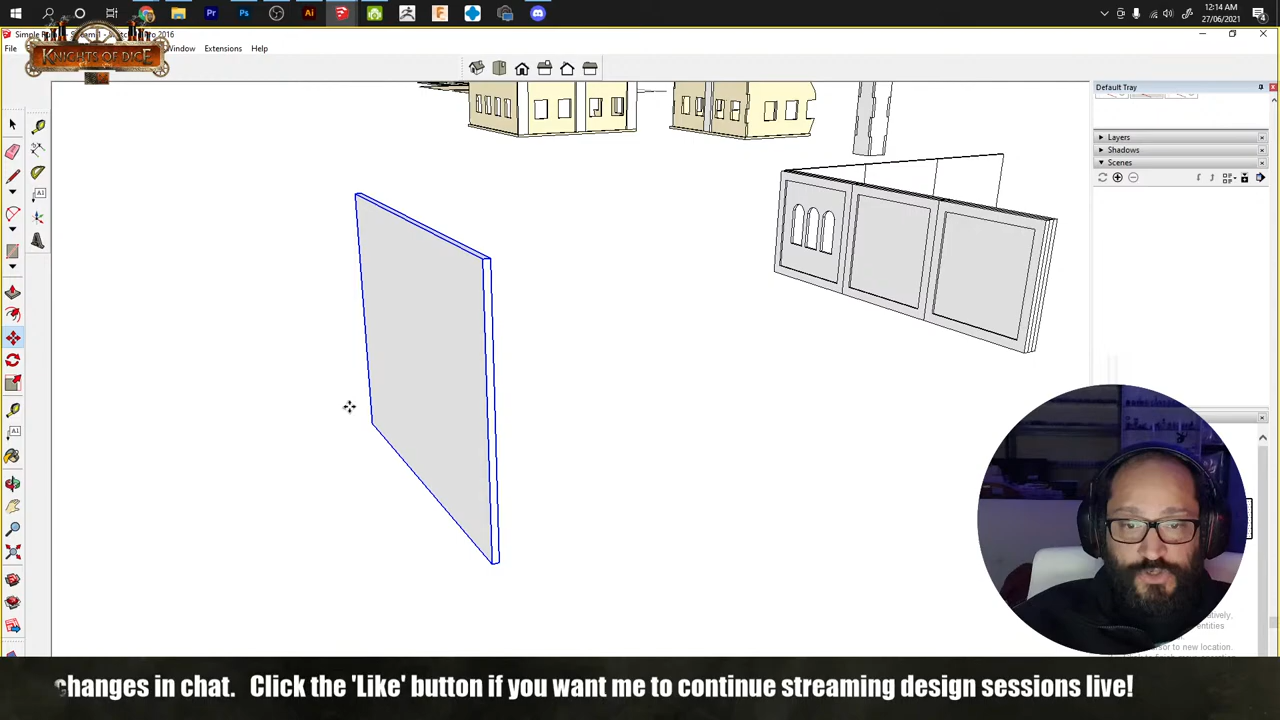 12:14 AM
27/06/2021
4
KNIGHTS OF DICE
File
Window
Extensions
Help
Default Tray
Layers
Shadows
Scenes
changes in chat. Click the 'Like' button if you want me to continue streaming design sessions live!